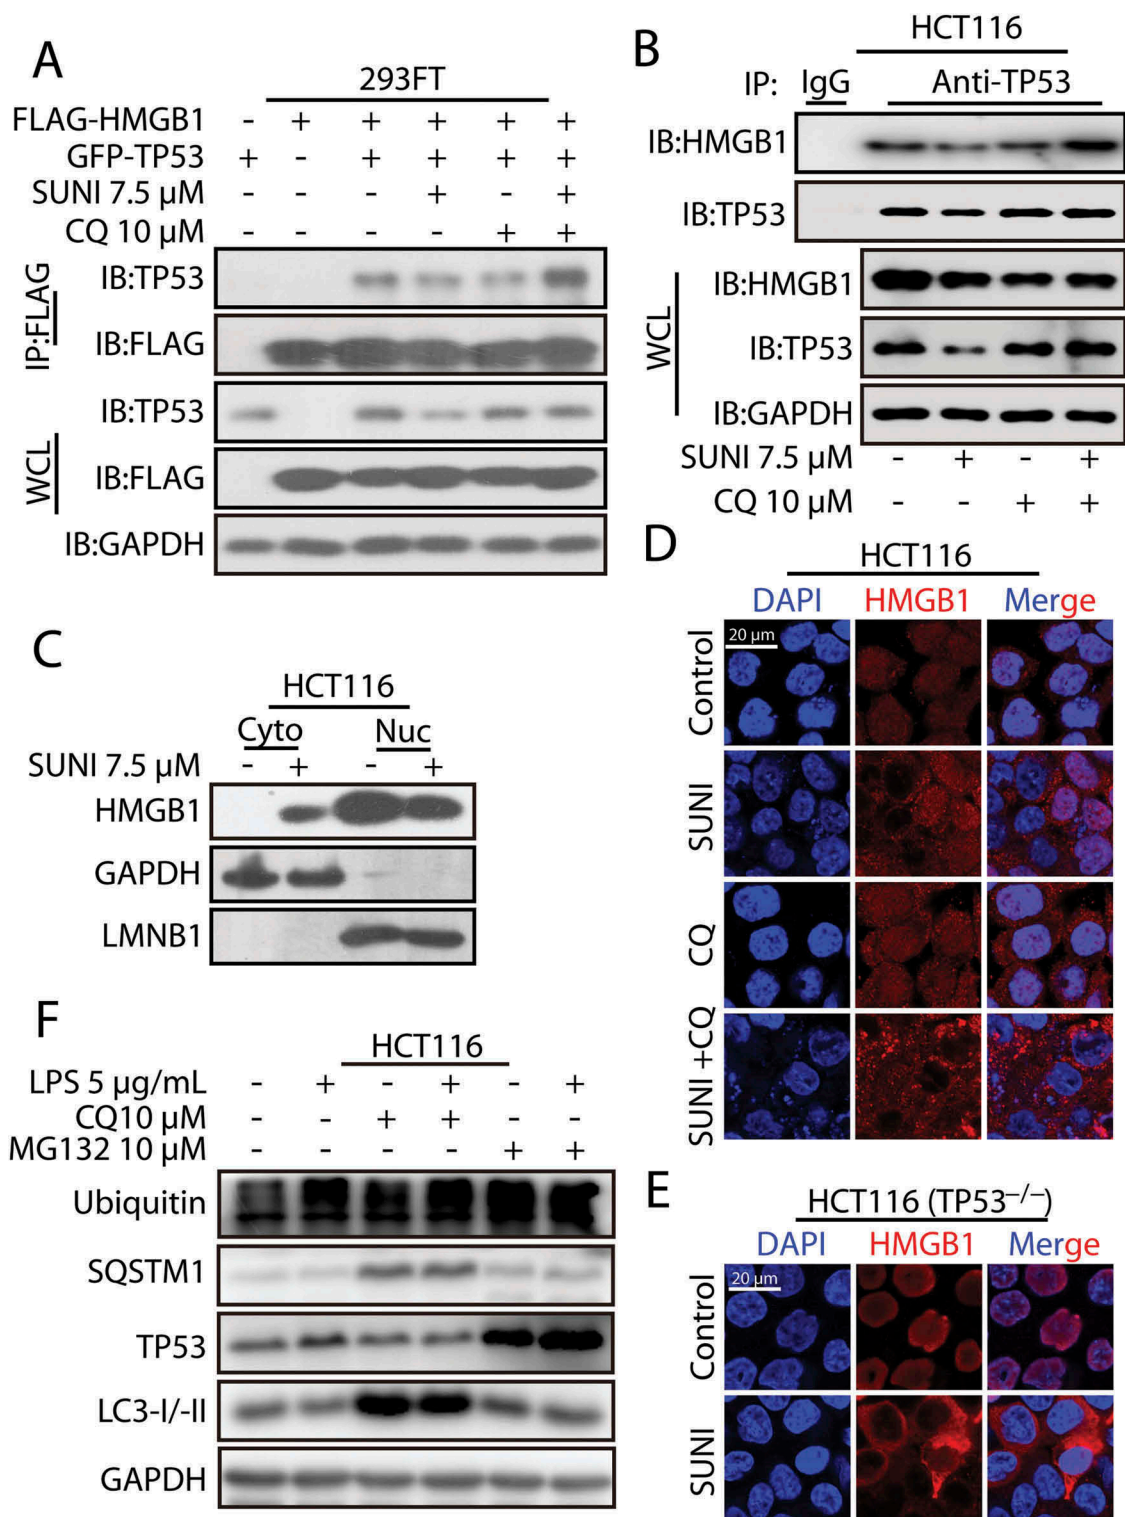 A
293FT
FLAG-HMGB1 - + + + + +
GFP-TP53 + - + + + +
SUNI 7.5 μM - - - + - +
CQ 10 μM - - - - + +
IP:FLAG
IB:TP53
IB:FLAG
WCL
IB:TP53
IB:FLAG
IB:GAPDH
B
HCT116
IP: IgG Anti-TP53
IB:HMGB1
IB:TP53
WCL
IB:HMGB1
IB:TP53
IB:GAPDH
SUNI 7.5 μM - + - +
CQ 10 μM - - + +
C
HCT116
Cyto Nuc
SUNI 7.5 μM - + - +
HMGB1
GAPDH
LMNB1
D
HCT116
DAPI HMGB1 Merge
Control
20 μm
SUNI
CQ
SUNI +CQ
E
HCT116 (TP53–/–)
DAPI HMGB1 Merge
Control
20 μm
SUNI
F
HCT116
LPS 5 μg/mL - + - + - +
CQ10 μM - - + + - -
MG132 10 μM - - - - + +
Ubiquitin
SQSTM1
TP53
LC3-I/-II
GAPDH